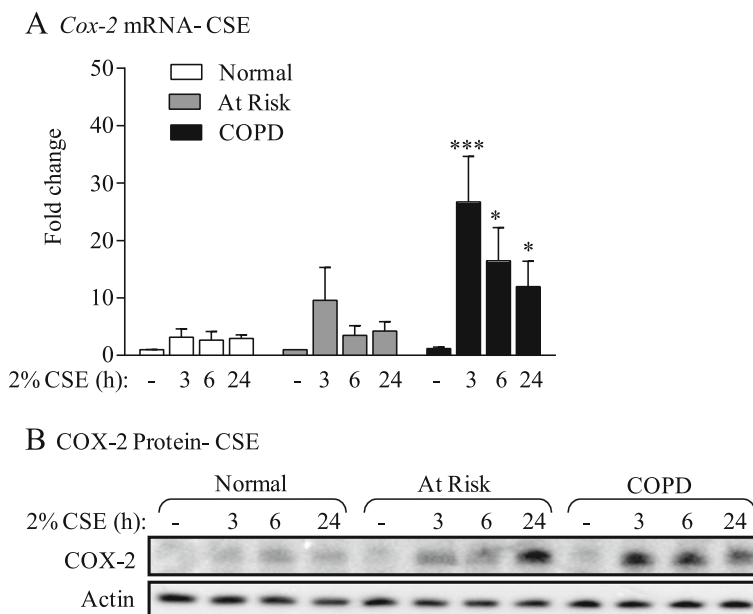 A Cox-2 mRNA- CSE
50
40
30
20
10
0
Fold change
Normal
At Risk
COPD
***
*
*
2% CSE (h): - 3 6 24 - 3 6 24 - 3 6 24
B COX-2 Protein- CSE
Normal At Risk COPD
2% CSE (h): - 3 6 24 - 3 6 24 - 3 6 24
COX-2
Actin